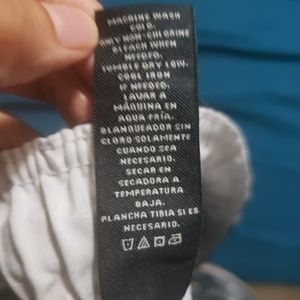 MACHINE WASH
COLD.
ONLY NON-CHLORINE
BLEACH WHEN
NEEDED.
TUMBLE DRY LOW.
COOL IRON
IF NEEDED.
LAVAR A
MÁQUINA EN
AGUA FRÍA.
BLANQUEADOR SIN
CLORO SOLAMENTE
CUANDO SEA
NECESARIO.
SECAR EN
SECADORA A
TEMPERATURA
BAJA.
PLANCHA TIBIA SI ES
NECESARIO.